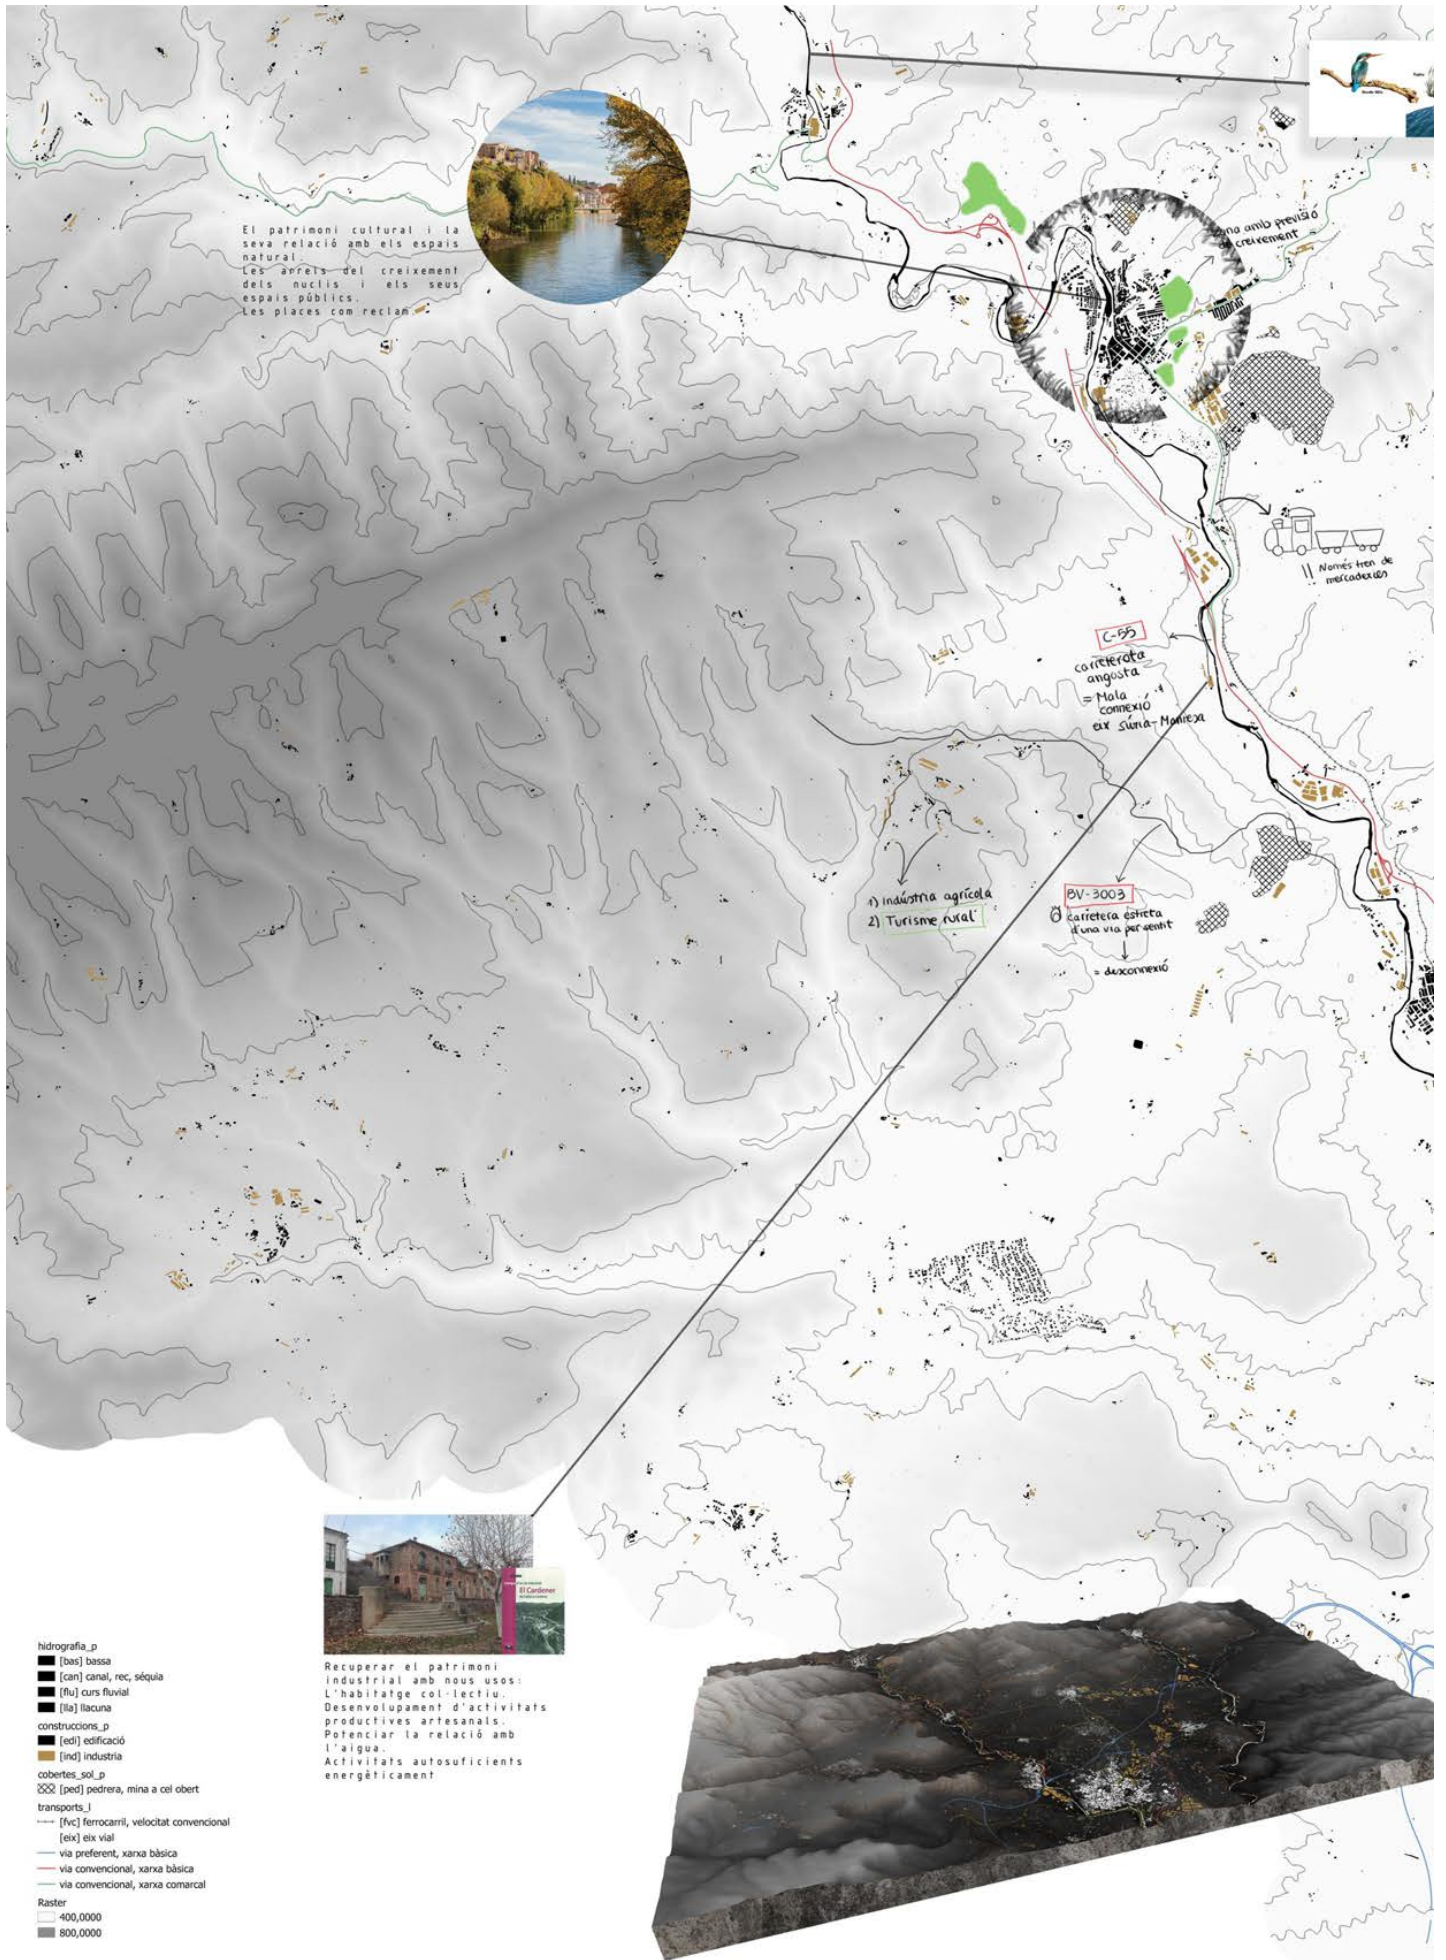 El patrimoni cultural i la
seva relació amb els espais
natural.
Les arrels del creixement
dels nuclis i els seus
espais públics.
Les places com reclam.
amb previsió
creixement
!! Només tren de
mercaderies
C-55
carreterota
angosta
= Mala
connexió
eix Súria-Manresa
1) Indústria agrícola
2) Turisme rural
BV-3003
carretera estreta
d'una via per sentit
= desconnexió
El Cardener
Recuperar el patrimoni
industrial amb nous usos:
L'habitatge col·lectiu.
Desenvolupament d'activitats
productives artesanals.
Potenciar la relació amb
l'aigua.
Activitats autosuficients
energèticament
hidrografia_p
[bas] bassa
[can] canal, rec, séquia
[flu] curs fluvial
[lla] llacuna
construccions_p
[edi] edificació
[ind] industria
cobertes_sol_p
[ped] pedrera, mina a cel obert
transports_l
[fvc] ferrocarril, velocitat convencional
[eix] eix vial
via preferent, xarxa bàsica
via convencional, xarxa bàsica
via convencional, xarxa comarcal
Raster
400,0000
800,0000